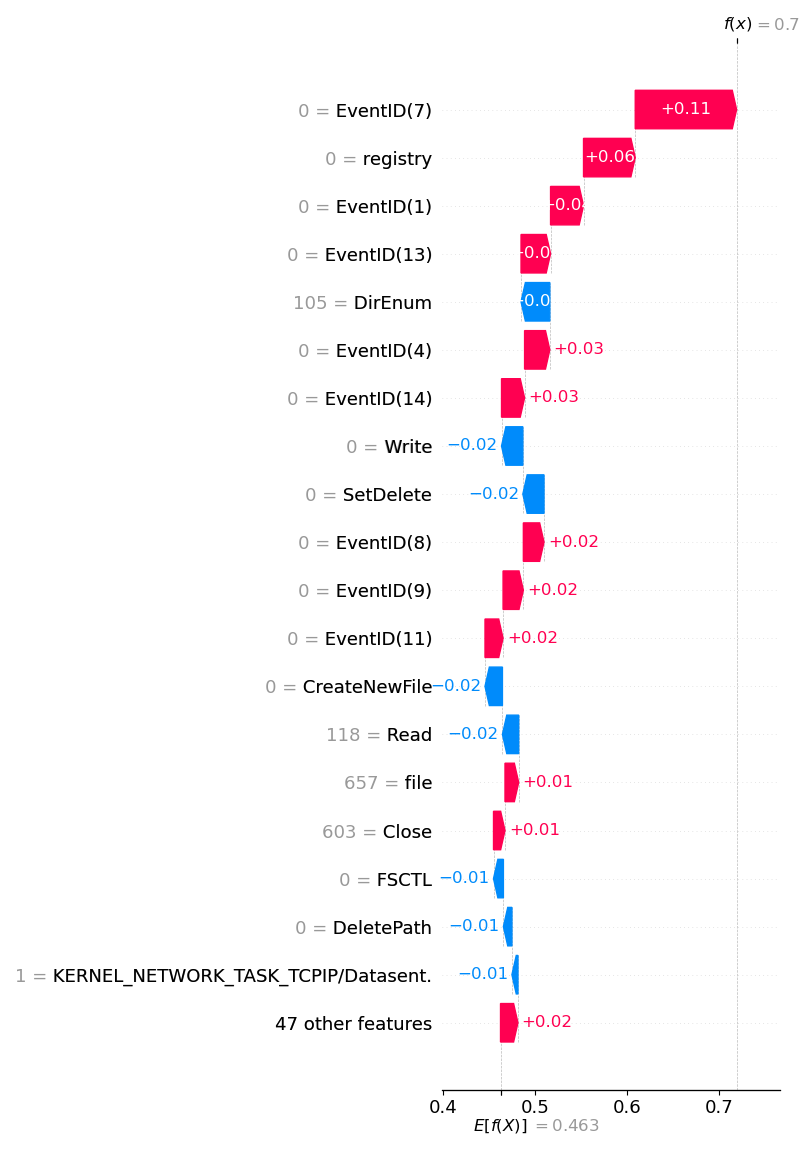 f(x) = 0.7
0 = EventID(7) +0.11
0 = registry +0.06
0 = EventID(1)
0 = EventID(13)
105 = DirEnum
0 = EventID(4) +0.03
0 = EventID(14) +0.03
0 = Write −0.02
0 = SetDelete −0.02
0 = EventID(8) +0.02
0 = EventID(9) +0.02
0 = EventID(11) +0.02
0 = CreateNewFile −0.02
118 = Read −0.02
657 = file +0.01
603 = Close +0.01
0 = FSCTL −0.01
0 = DeletePath −0.01
1 = KERNEL_NETWORK_TASK_TCPIP/Datasent. −0.01
47 other features +0.02
0.4 0.5 0.6 0.7
E[f(X)] = 0.463